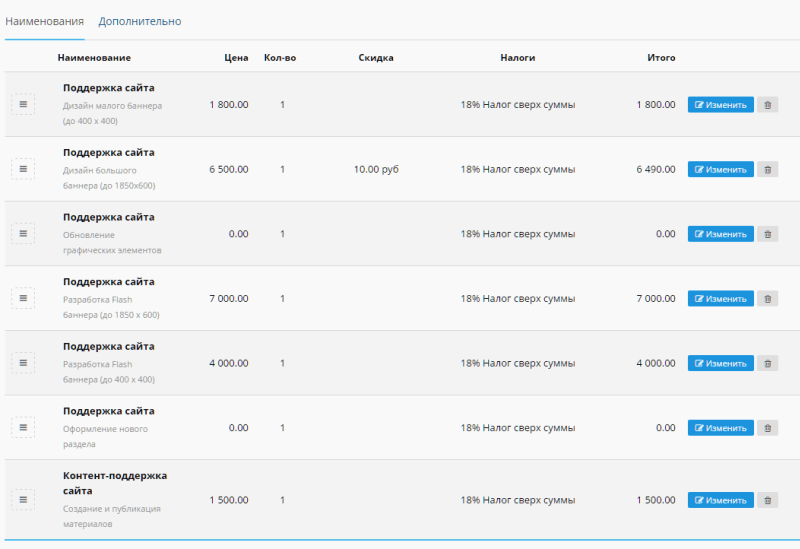 Наименования Дополнительно
Наименование Цена Кол-во Скидка Налоги Итого
Поддержка сайта
Дизайн малого баннера
(до 400 х 400)
1 800.00 1 18% Налог сверх суммы 1 800.00 Изменить
Поддержка сайта
Дизайн большого
баннера (до 1850х600)
6 500.00 1 10.00 руб 18% Налог сверх суммы 6 490.00 Изменить
Поддержка сайта
Обновление
графических элементов
0.00 1 18% Налог сверх суммы 0.00 Изменить
Поддержка сайта
Разработка Flash
баннера (до 1850 х 600)
7 000.00 1 18% Налог сверх суммы 7 000.00 Изменить
Поддержка сайта
Разработка Flash
баннера (до 400 х 400)
4 000.00 1 18% Налог сверх суммы 4 000.00 Изменить
Поддержка сайта
Оформление нового
раздела
0.00 1 18% Налог сверх суммы 0.00 Изменить
Контент-поддержка
сайта
Создание и публикация
материалов
1 500.00 1 18% Налог сверх суммы 1 500.00 Изменить